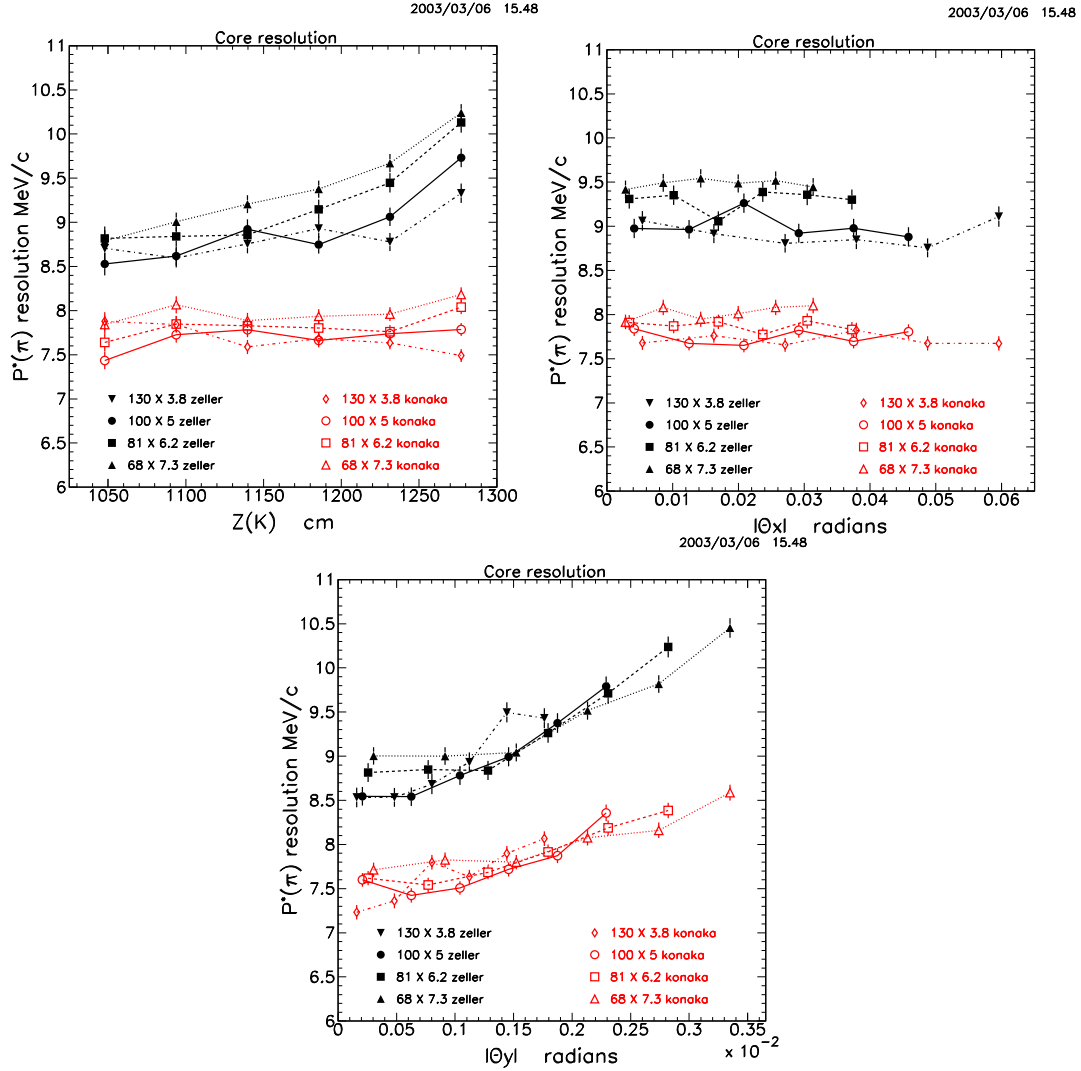 2003/03/06 15.48
Core resolution
P*(π) resolution MeV/c
11
10.5
10
9.5
9
8.5
8
7.5
7
6.5
6
130 X 3.8 zeller
100 X 5 zeller
81 X 6.2 zeller
68 X 7.3 zeller
130 X 3.8 konaka
100 X 5 konaka
81 X 6.2 konaka
68 X 7.3 konaka
1050 1100 1150 1200 1250 1300
Z(K) cm
2003/03/06 15.48
Core resolution
P*(π) resolution MeV/c
11
10.5
10
9.5
9
8.5
8
7.5
7
6.5
6
130 X 3.8 zeller
100 X 5 zeller
81 X 6.2 zeller
68 X 7.3 zeller
130 X 3.8 konaka
100 X 5 konaka
81 X 6.2 konaka
68 X 7.3 konaka
0 0.01 0.02 0.03 0.04 0.05 0.06
|Θx| radians
2003/03/06 15.48
Core resolution
P*(π) resolution MeV/c
11
10.5
10
9.5
9
8.5
8
7.5
7
6.5
6
130 X 3.8 zeller
100 X 5 zeller
81 X 6.2 zeller
68 X 7.3 zeller
130 X 3.8 konaka
100 X 5 konaka
81 X 6.2 konaka
68 X 7.3 konaka
0 0.05 0.1 0.15 0.2 0.25 0.3 0.35
x 10⁻²
|Θy| radians